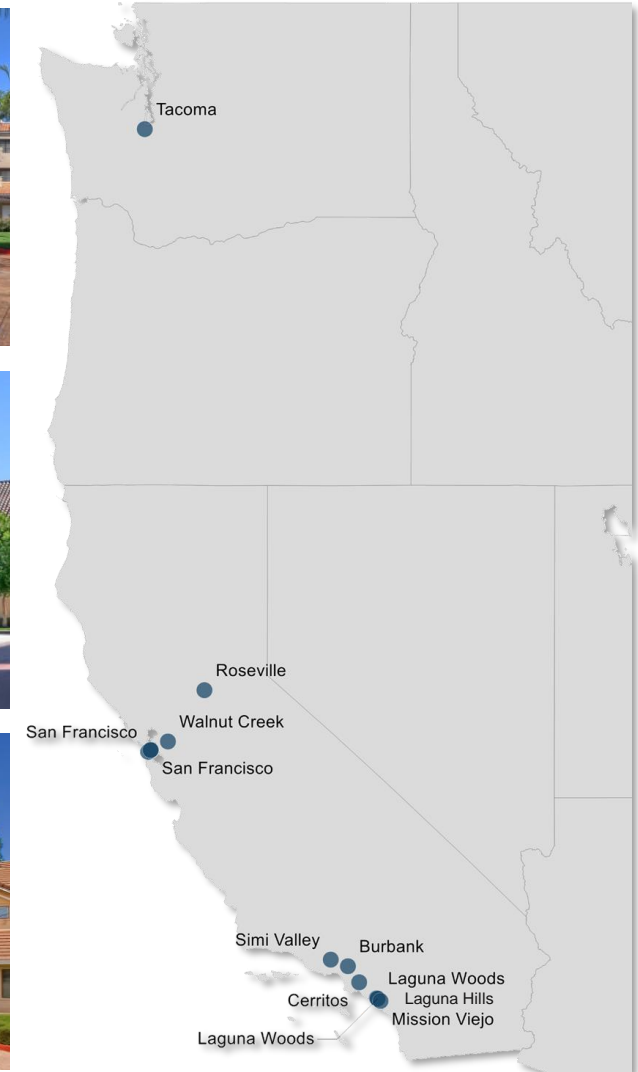 Tacoma
Roseville
Walnut Creek
San Francisco
San Francisco
Simi Valley
Burbank
Laguna Woods
Cerritos
Laguna Hills
Mission Viejo
Laguna Woods